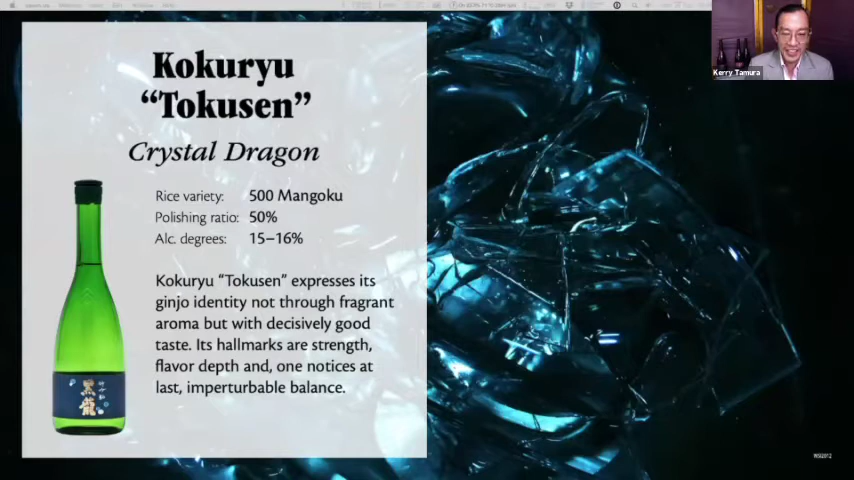 Kokuryu
“Tokusen”
Crystal Dragon
Rice variety: 500 Mangoku
Polishing ratio: 50%
Alc. degrees: 15–16%
Kokuryu “Tokusen” expresses its
ginjo identity not through fragrant
aroma but with decisively good
taste. Its hallmarks are strength,
flavor depth and, one notices at
last, imperturbable balance.
黒龍
Kerry Tamura